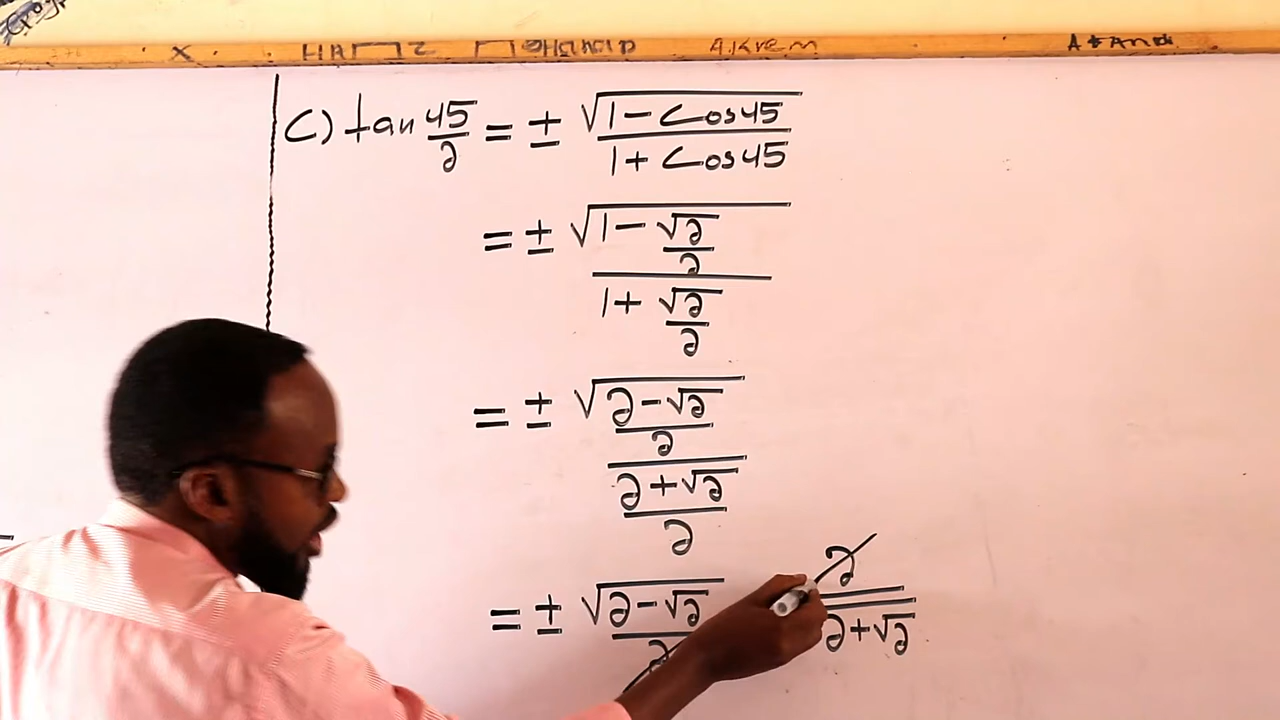 Akrem
C) tan 45/2 = ± √(1 - Cos45)/(1 + Cos45)
= ± √(1 - √2/2)/(1 + √2/2)
= ± √((2 - √2)/2)/((2 + √2)/2)
= ± √(2 - √2)/2 2/√(2 + √2)